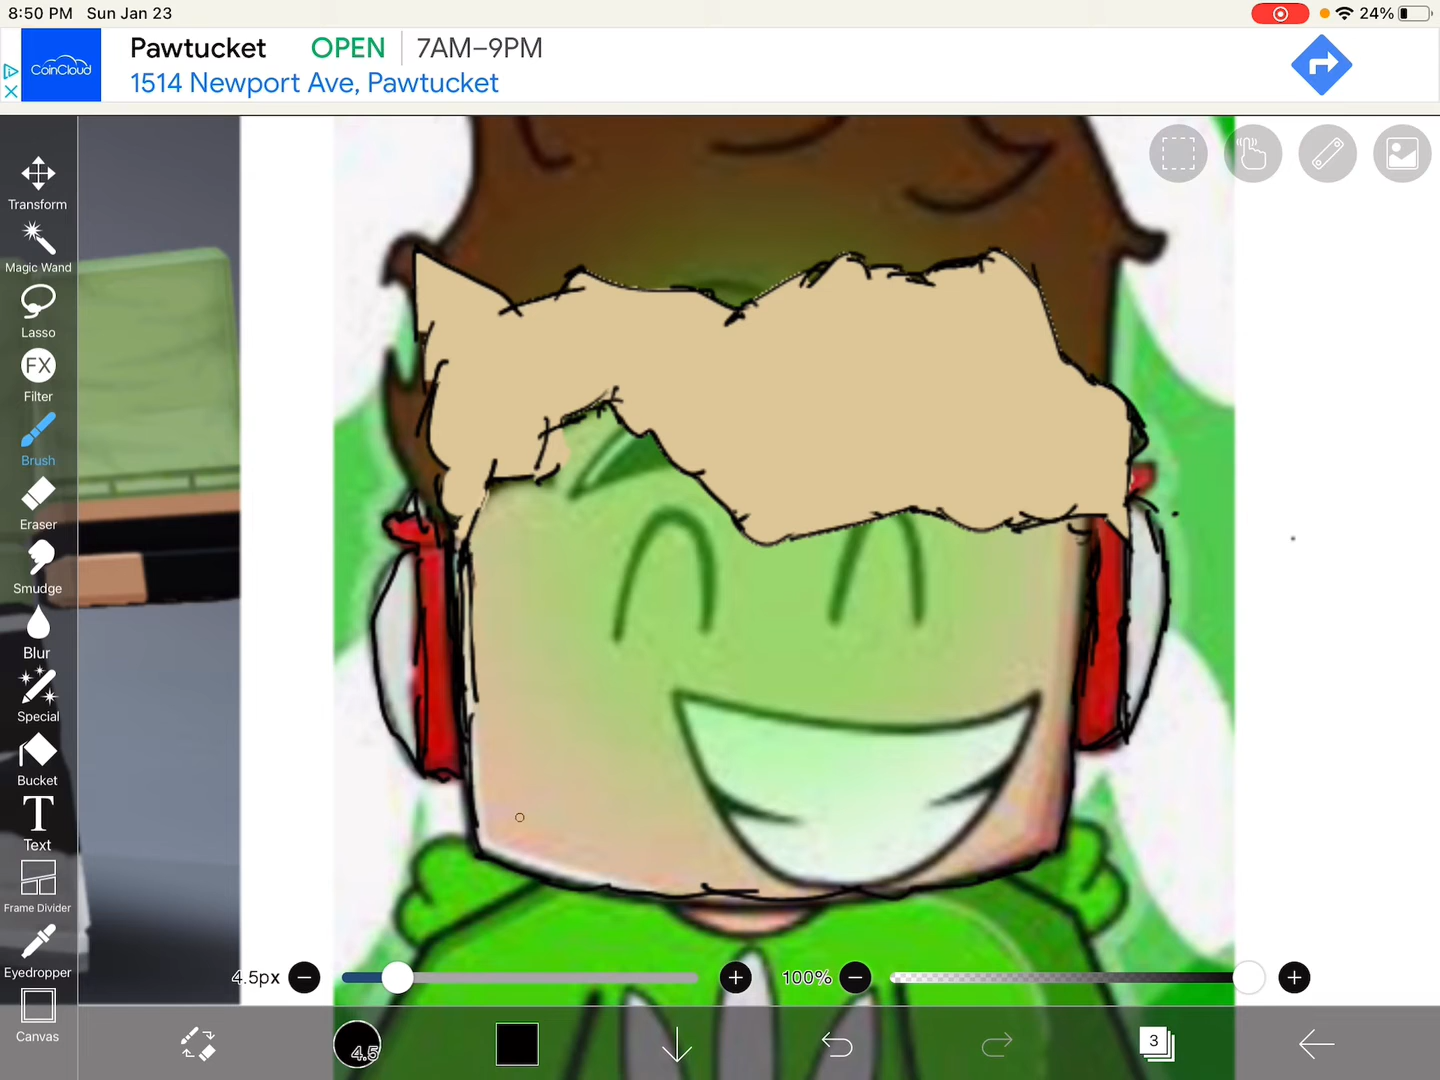 8:50 PM Sun Jan 23
24%
CoinCloud
Pawtucket OPEN 7AM–9PM
1514 Newport Ave, Pawtucket
Transform
Magic Wand
Lasso
FX
Filter
Brush
Eraser
Smudge
Blur
Special
Bucket
T
Text
Frame Divider
Eyedropper
Canvas
4.5px
100%
4.5
3